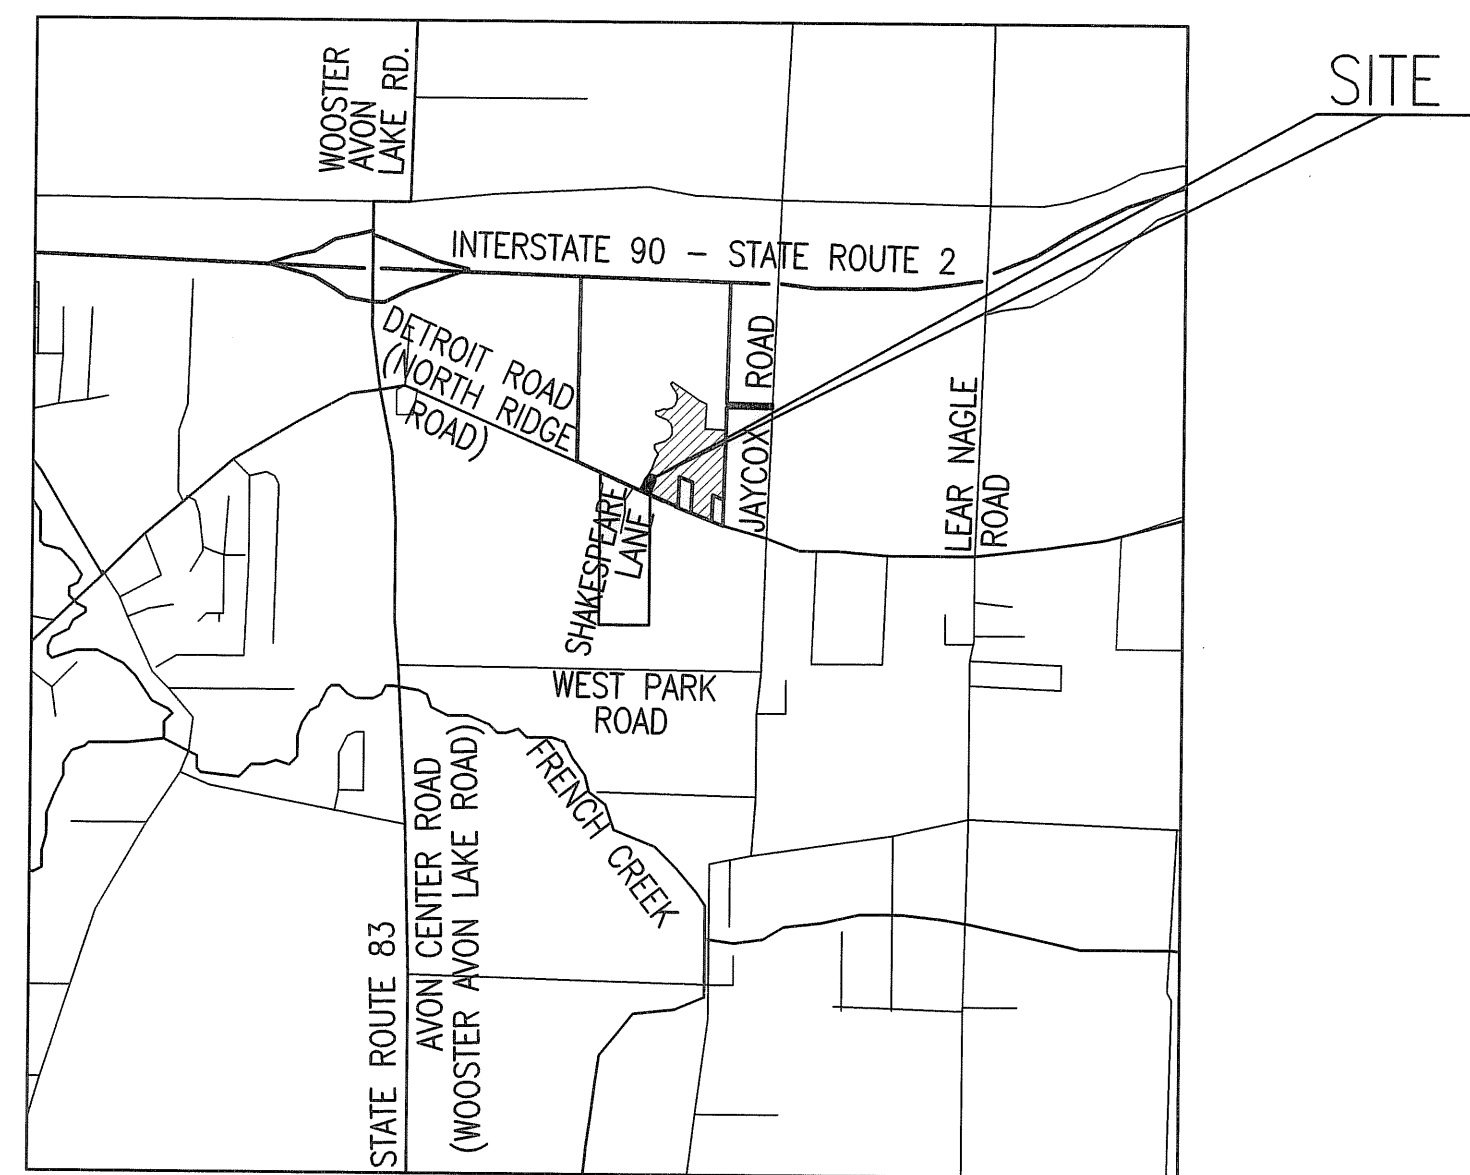 SITE
WOOSTER
AVON
LAKE RD.
INTERSTATE 90 – STATE ROUTE 2
DETROIT ROAD
(NORTH RIDGE
ROAD)
JAYCOX ROAD
LEAR NAGLE
ROAD
SHAKESPEARE
LANE
WEST PARK
ROAD
FRENCH CREEK
STATE ROUTE 83
AVON CENTER ROAD
(WOOSTER AVON LAKE ROAD)